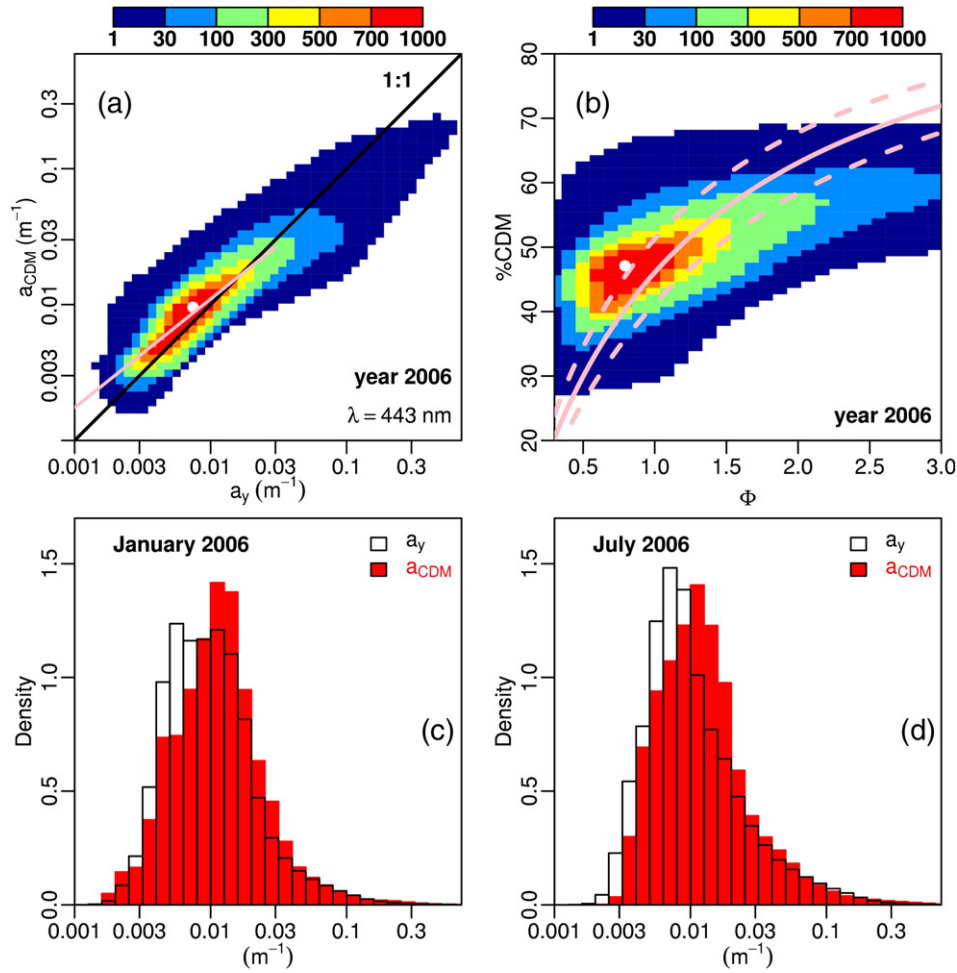 1 30 100 300 500 700 1000
1 30 100 300 500 700 1000
(a)
1:1
a_CDM (m⁻¹)
0.3
0.1
0.03
0.01
0.003
year 2006
λ = 443 nm
0.001 0.003 0.01 0.03 0.1 0.3
a_y (m⁻¹)
(b)
%CDM
80
70
60
50
40
30
20
year 2006
0.5 1.0 1.5 2.0 2.5 3.0
Φ
January 2006
a_y
a_CDM
(c)
Density
1.5
1.0
0.5
0.0
0.001 0.003 0.01 0.03 0.1 0.3
(m⁻¹)
July 2006
a_y
a_CDM
(d)
Density
1.5
1.0
0.5
0.0
0.001 0.003 0.01 0.03 0.1 0.3
(m⁻¹)